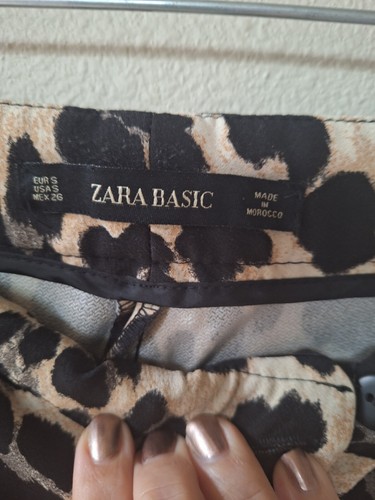 EUR S
USA S
MEX 26
ZARA BASIC
MADE
IN
MOROCCO